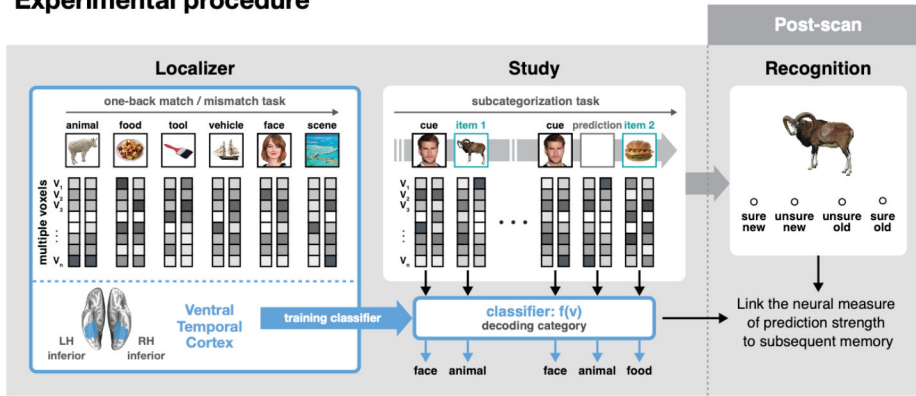 Experimental procedure
Post-scan
Localizer
Study
Recognition
one-back match / mismatch task
subcategorization task
animal food tool vehicle face scene
cue item 1 cue prediction item 2
multiple voxels
V1
V2
V3
⋮
Vn
V1
V2
V3
⋮
Vn
...
sure new
unsure new
unsure old
sure old
LH inferior
RH inferior
Ventral
Temporal
Cortex
training classifier
classifier: f(v)
decoding category
face animal face animal food
Link the neural measure
of prediction strength
to subsequent memory